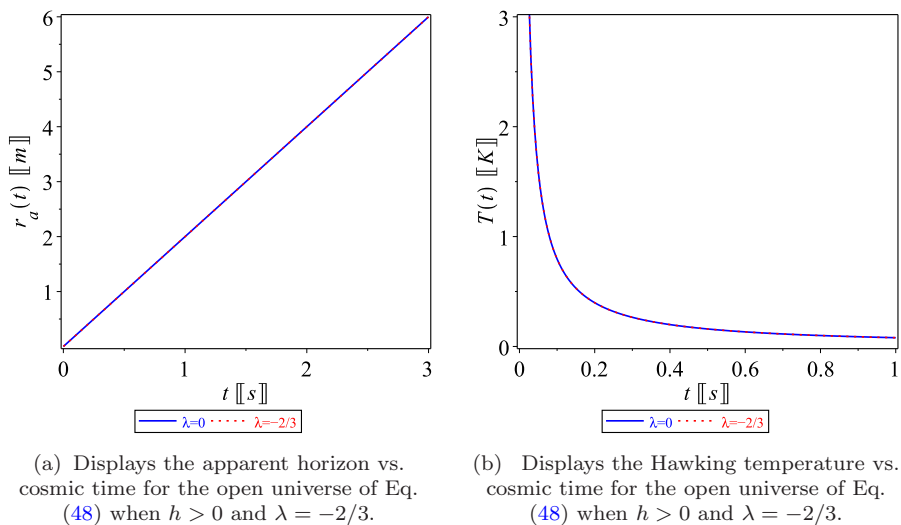 6
5
4
3
2
1
r_a(t) ⟦m⟧
0
1
2
3
t ⟦s⟧
λ=0 λ=−2/3
3
2
1
0
T(t) ⟦K⟧
0
0.2
0.4
0.6
0.8
1
t ⟦s⟧
λ=0 λ=−2/3
(a) Displays the apparent horizon vs.
cosmic time for the open universe of Eq.
(48) when h > 0 and λ = −2/3.
(b) Displays the Hawking temperature vs.
cosmic time for the open universe of Eq.
(48) when h > 0 and λ = −2/3.